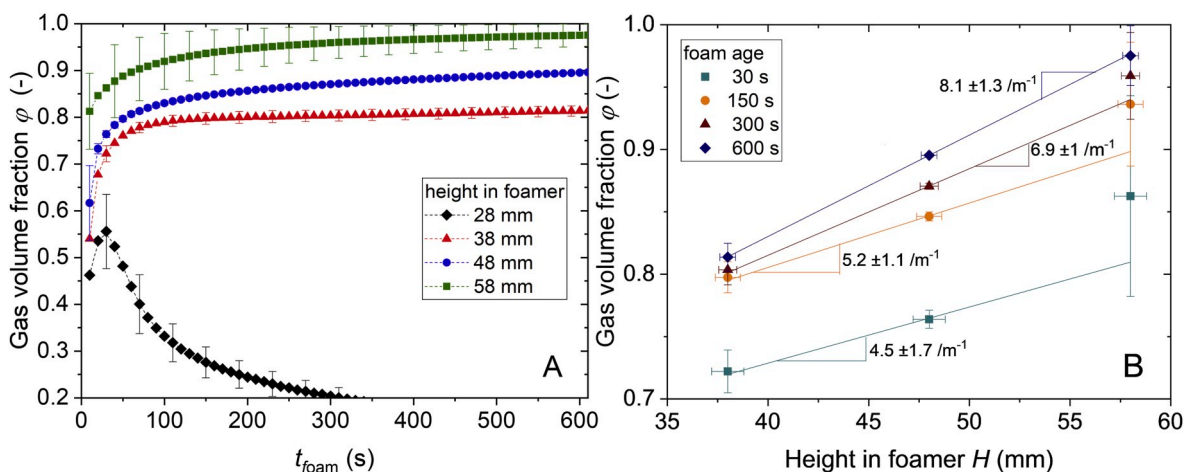 1.0
0.9
0.8
0.7
0.6
0.5
0.4
0.3
0.2
Gas volume fraction φ (-)
height in foamer
28 mm
38 mm
48 mm
58 mm
A
0 100 200 300 400 500 600
t_foam (s)
1.0
0.9
0.8
0.7
Gas volume fraction φ (-)
foam age
30 s
150 s
300 s
600 s
8.1 ±1.3 /m⁻¹
6.9 ±1 /m⁻¹
5.2 ±1.1 /m⁻¹
4.5 ±1.7 /m⁻¹
B
35 40 45 50 55 60
Height in foamer H (mm)